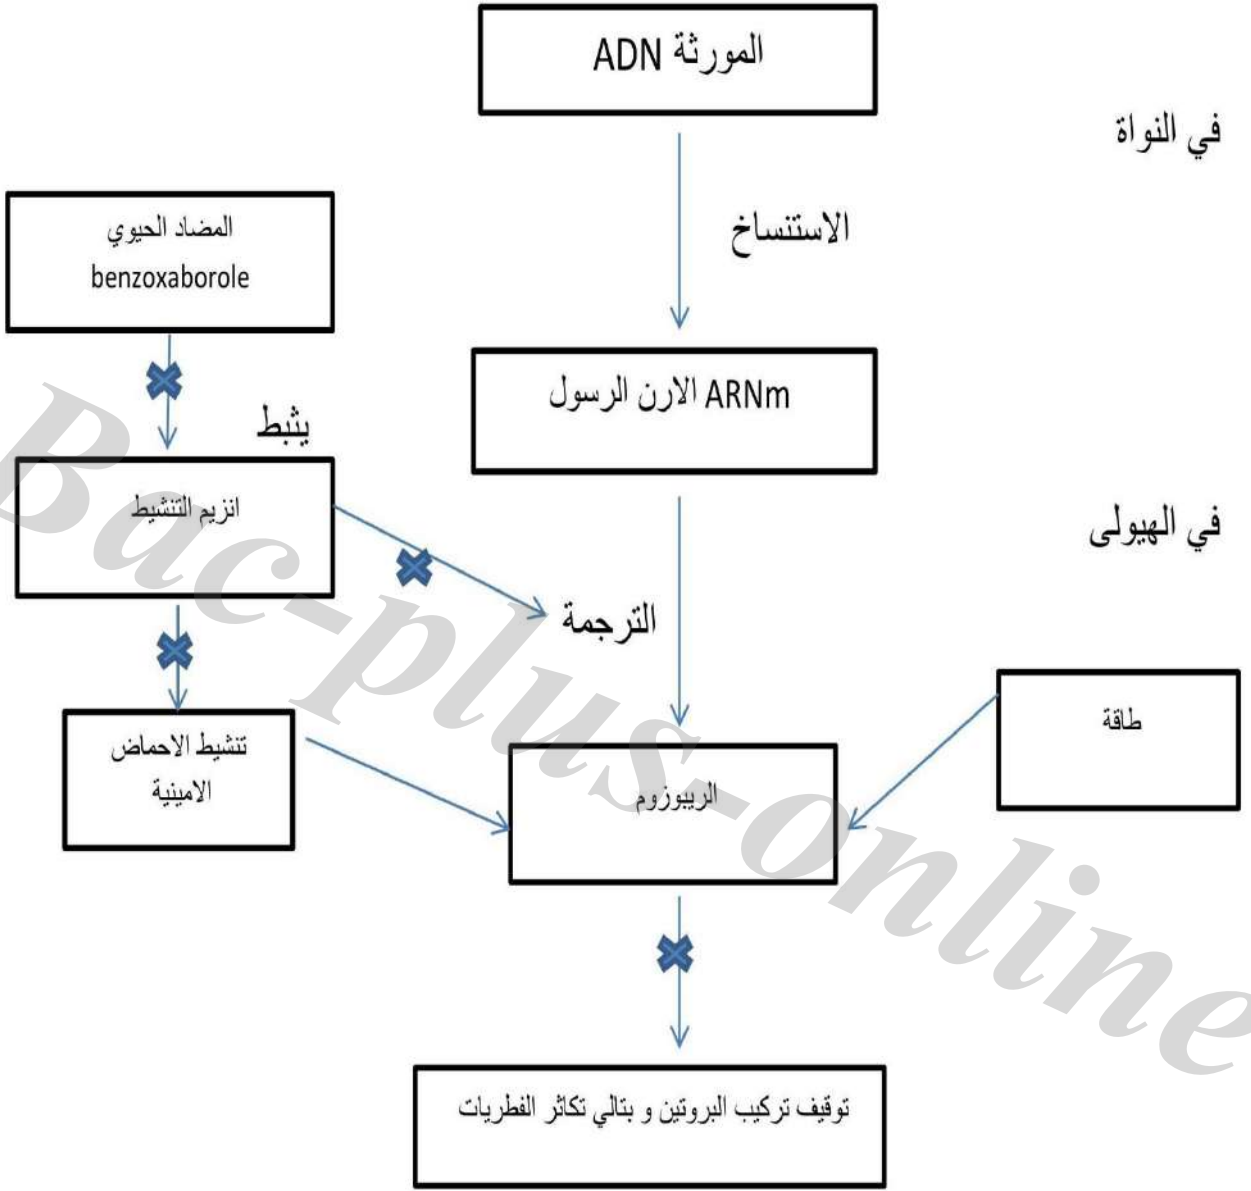 المورثة ADN
في النواة
المضاد الحيوي
benzoxaborole
الاستنساخ
ARNm الارن الرسول
يثبط
انزيم التنشيط
في الهيولى
الترجمة
طاقة
تنشيط الاحماض
الامينية
الريبوزوم
توقيف تركيب البروتين و بتالي تكاثر الفطريات
Bac-plus-online